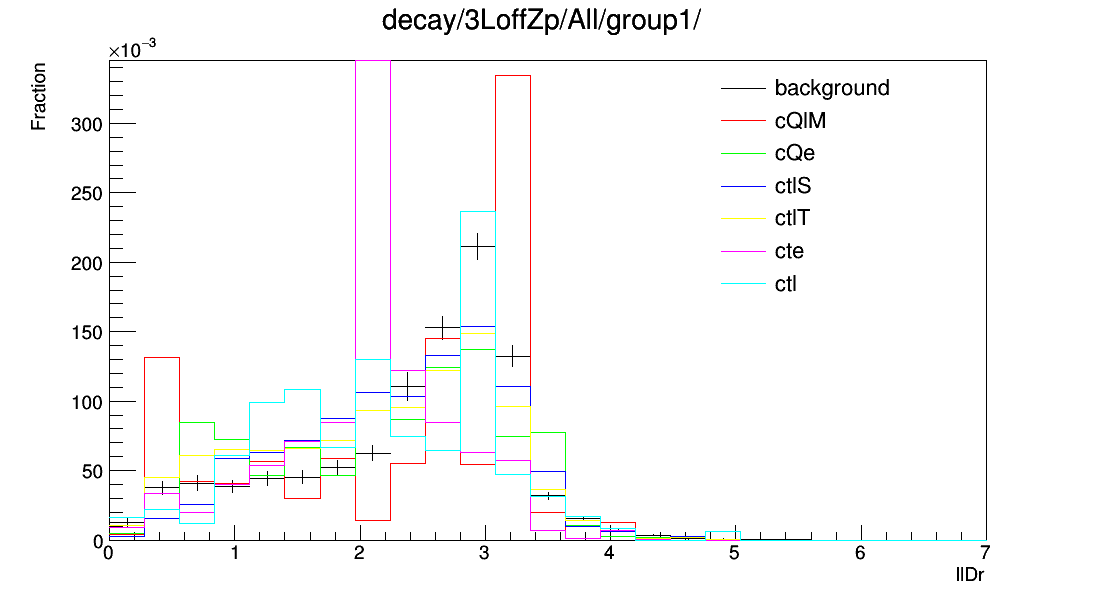 decay/3LoffZp/All/group1/
×10⁻³
Fraction
background
cQlM
cQe
ctlS
ctlT
cte
ctl
300
250
200
150
100
50
0
0 1 2 3 4 5 6 7
llDr